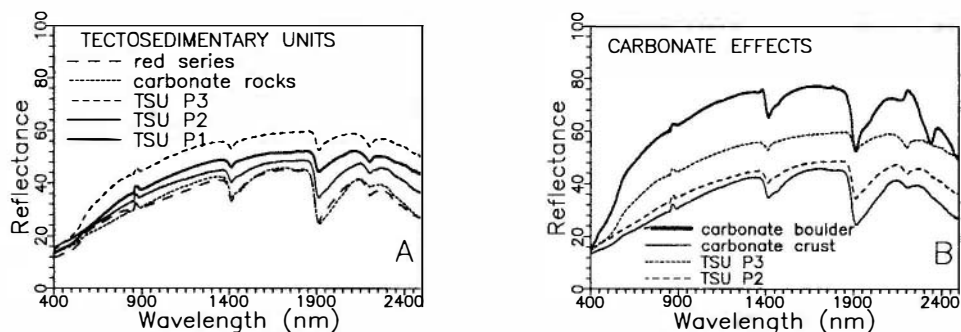 TECTOSEDIMENTARY UNITS
red series
carbonate rocks
TSU P3
TSU P2
TSU P1
A
Reflectance
0 20 40 60 80 100
400 900 1400 1900 2400
Wavelength (nm)
CARBONATE EFFECTS
carbonate boulder
carbonate crust
TSU P3
TSU P2
B
Reflectance
0 20 40 60 80 100
400 900 1400 1900 2400
Wavelength (nm)